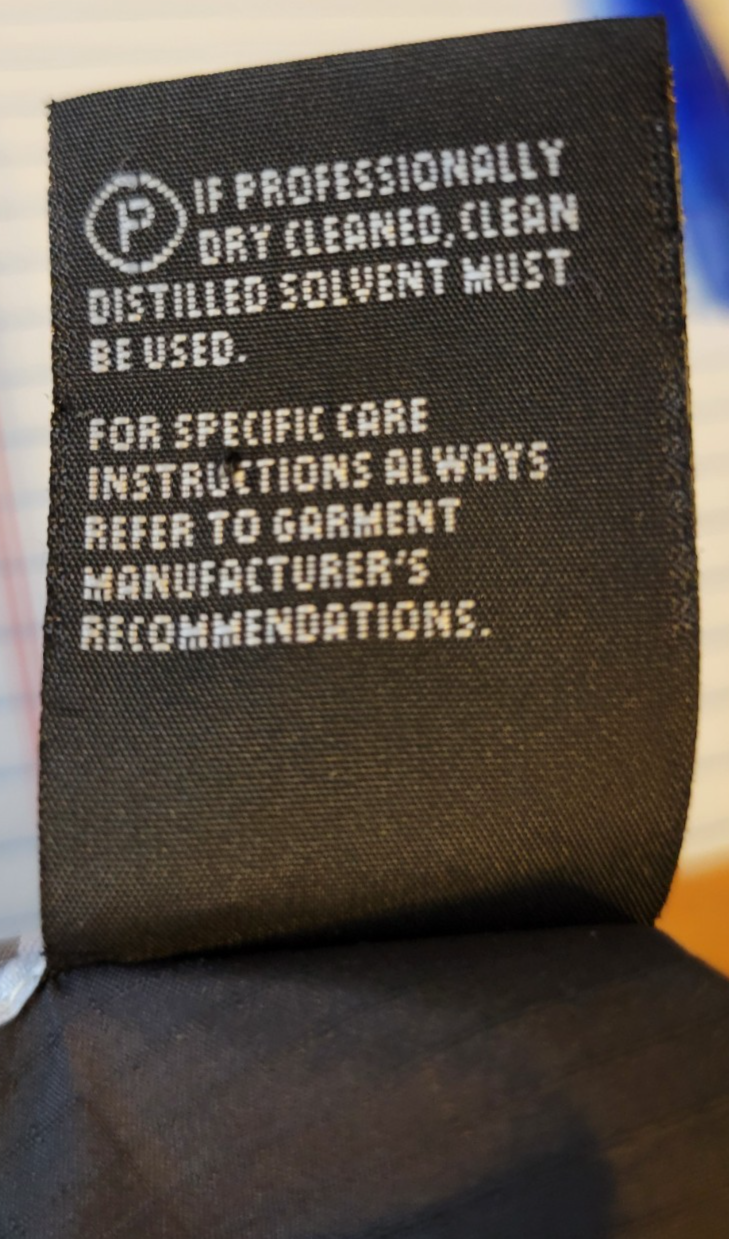 Ⓟ IF PROFESSIONALLY
DRY CLEANED, CLEAN
DISTILLED SOLVENT MUST
BE USED.
FOR SPECIFIC CARE
INSTRUCTIONS ALWAYS
REFER TO GARMENT
MANUFACTURER'S
RECOMMENDATIONS.